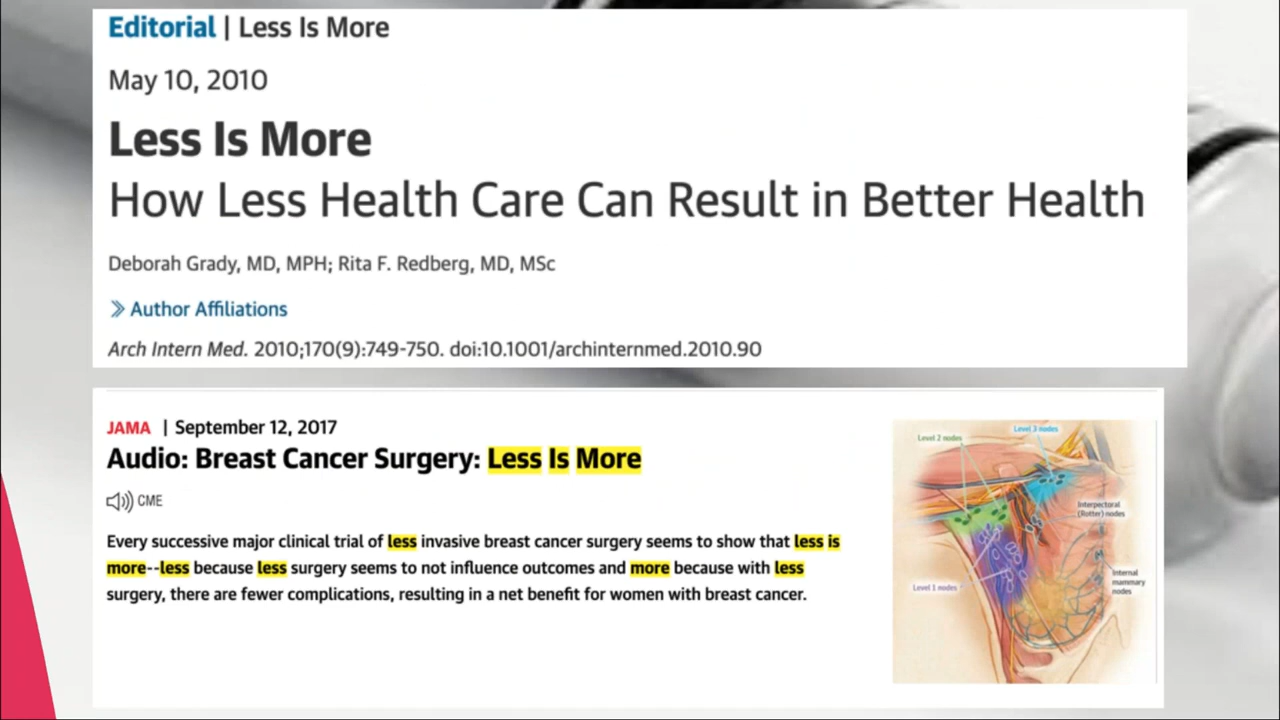 Editorial | Less Is More
May 10, 2010
Less Is More
How Less Health Care Can Result in Better Health
Deborah Grady, MD, MPH; Rita F. Redberg, MD, MSc
≫ Author Affiliations
Arch Intern Med. 2010;170(9):749-750. doi:10.1001/archinternmed.2010.90
JAMA | September 12, 2017
Audio: Breast Cancer Surgery: Less Is More
CME
Every successive major clinical trial of less invasive breast cancer surgery seems to show that less is
more--less because less surgery seems to not influence outcomes and more because with less
surgery, there are fewer complications, resulting in a net benefit for women with breast cancer.
Level 2 nodes
Level 3 nodes
Interpectoral
(Rotter) nodes
Level 1 nodes
Internal
mammary
nodes